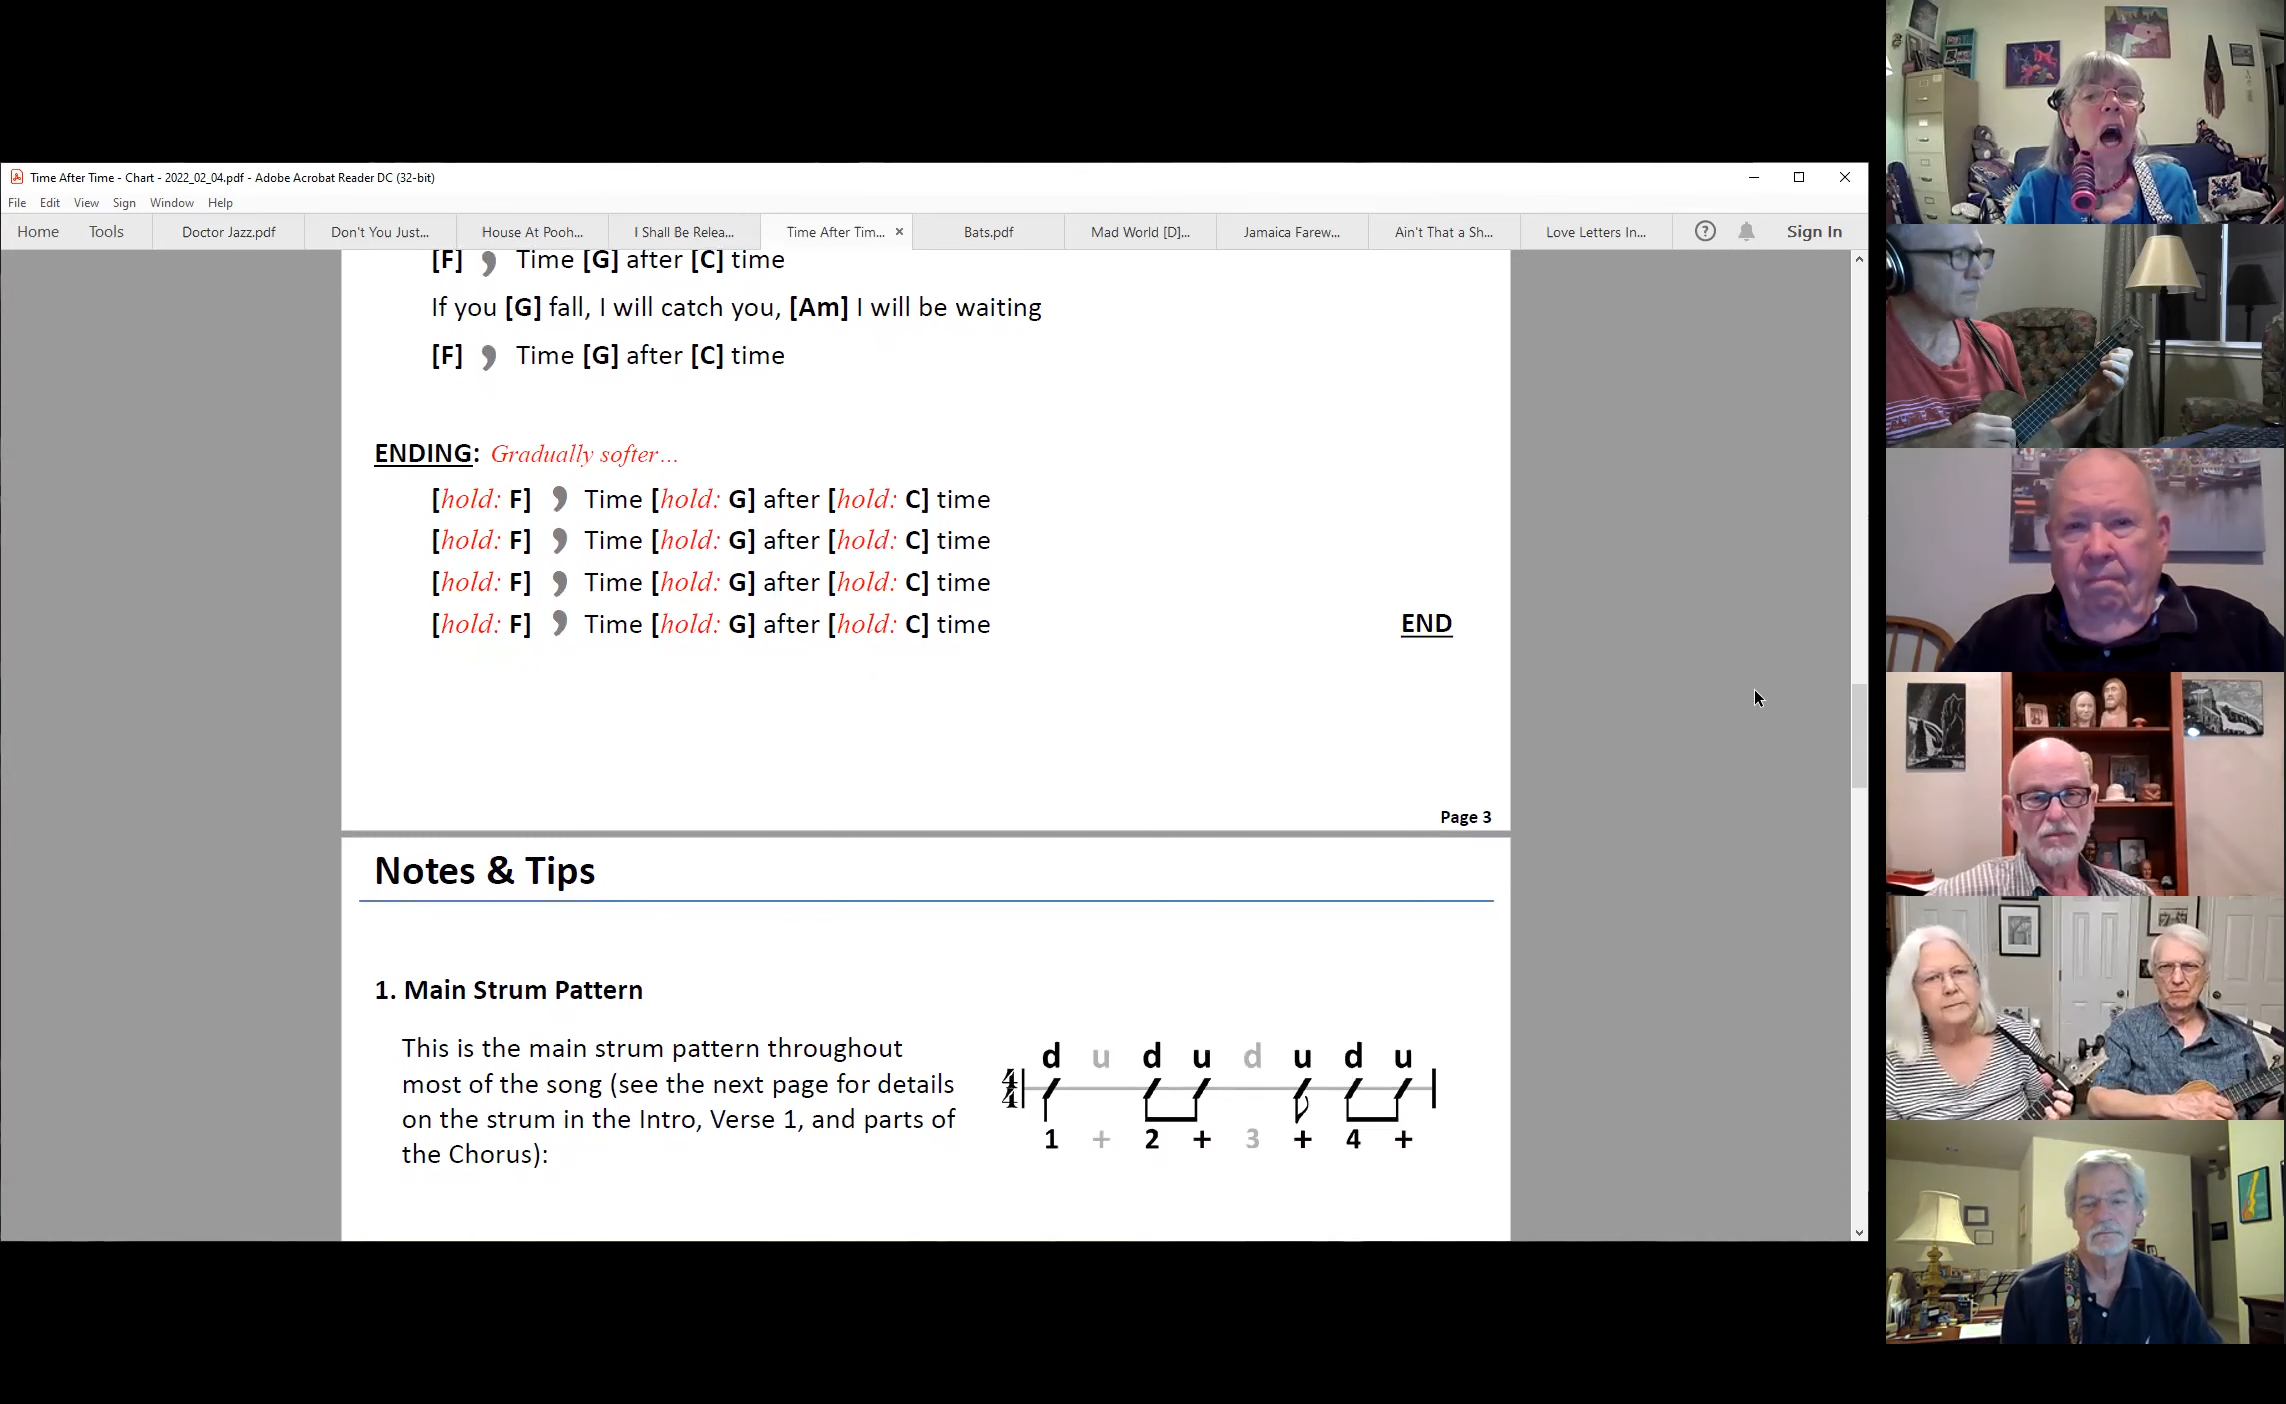 Time After Time - Chart - 2022_02_04.pdf - Adobe Acrobat Reader DC (32-bit)
File Edit View Sign Window Help
Home Tools Doctor Jazz.pdf Don't You Just... House At Pooh... I Shall Be Relea... Time After Tim... × Bats.pdf Mad World [D]... Jamaica Farew... Ain't That a Sh... Love Letters In... ? Sign In
[F] , Time [G] after [C] time
If you [G] fall, I will catch you, [Am] I will be waiting
[F] , Time [G] after [C] time
ENDING: Gradually softer...
[hold: F] , Time [hold: G] after [hold: C] time
[hold: F] , Time [hold: G] after [hold: C] time
[hold: F] , Time [hold: G] after [hold: C] time
[hold: F] , Time [hold: G] after [hold: C] time END
Page 3
Notes & Tips
1. Main Strum Pattern
This is the main strum pattern throughout
most of the song (see the next page for details
on the strum in the Intro, Verse 1, and parts of
the Chorus):
d u d u d u d u
4
4
1 + 2 + 3 + 4 +